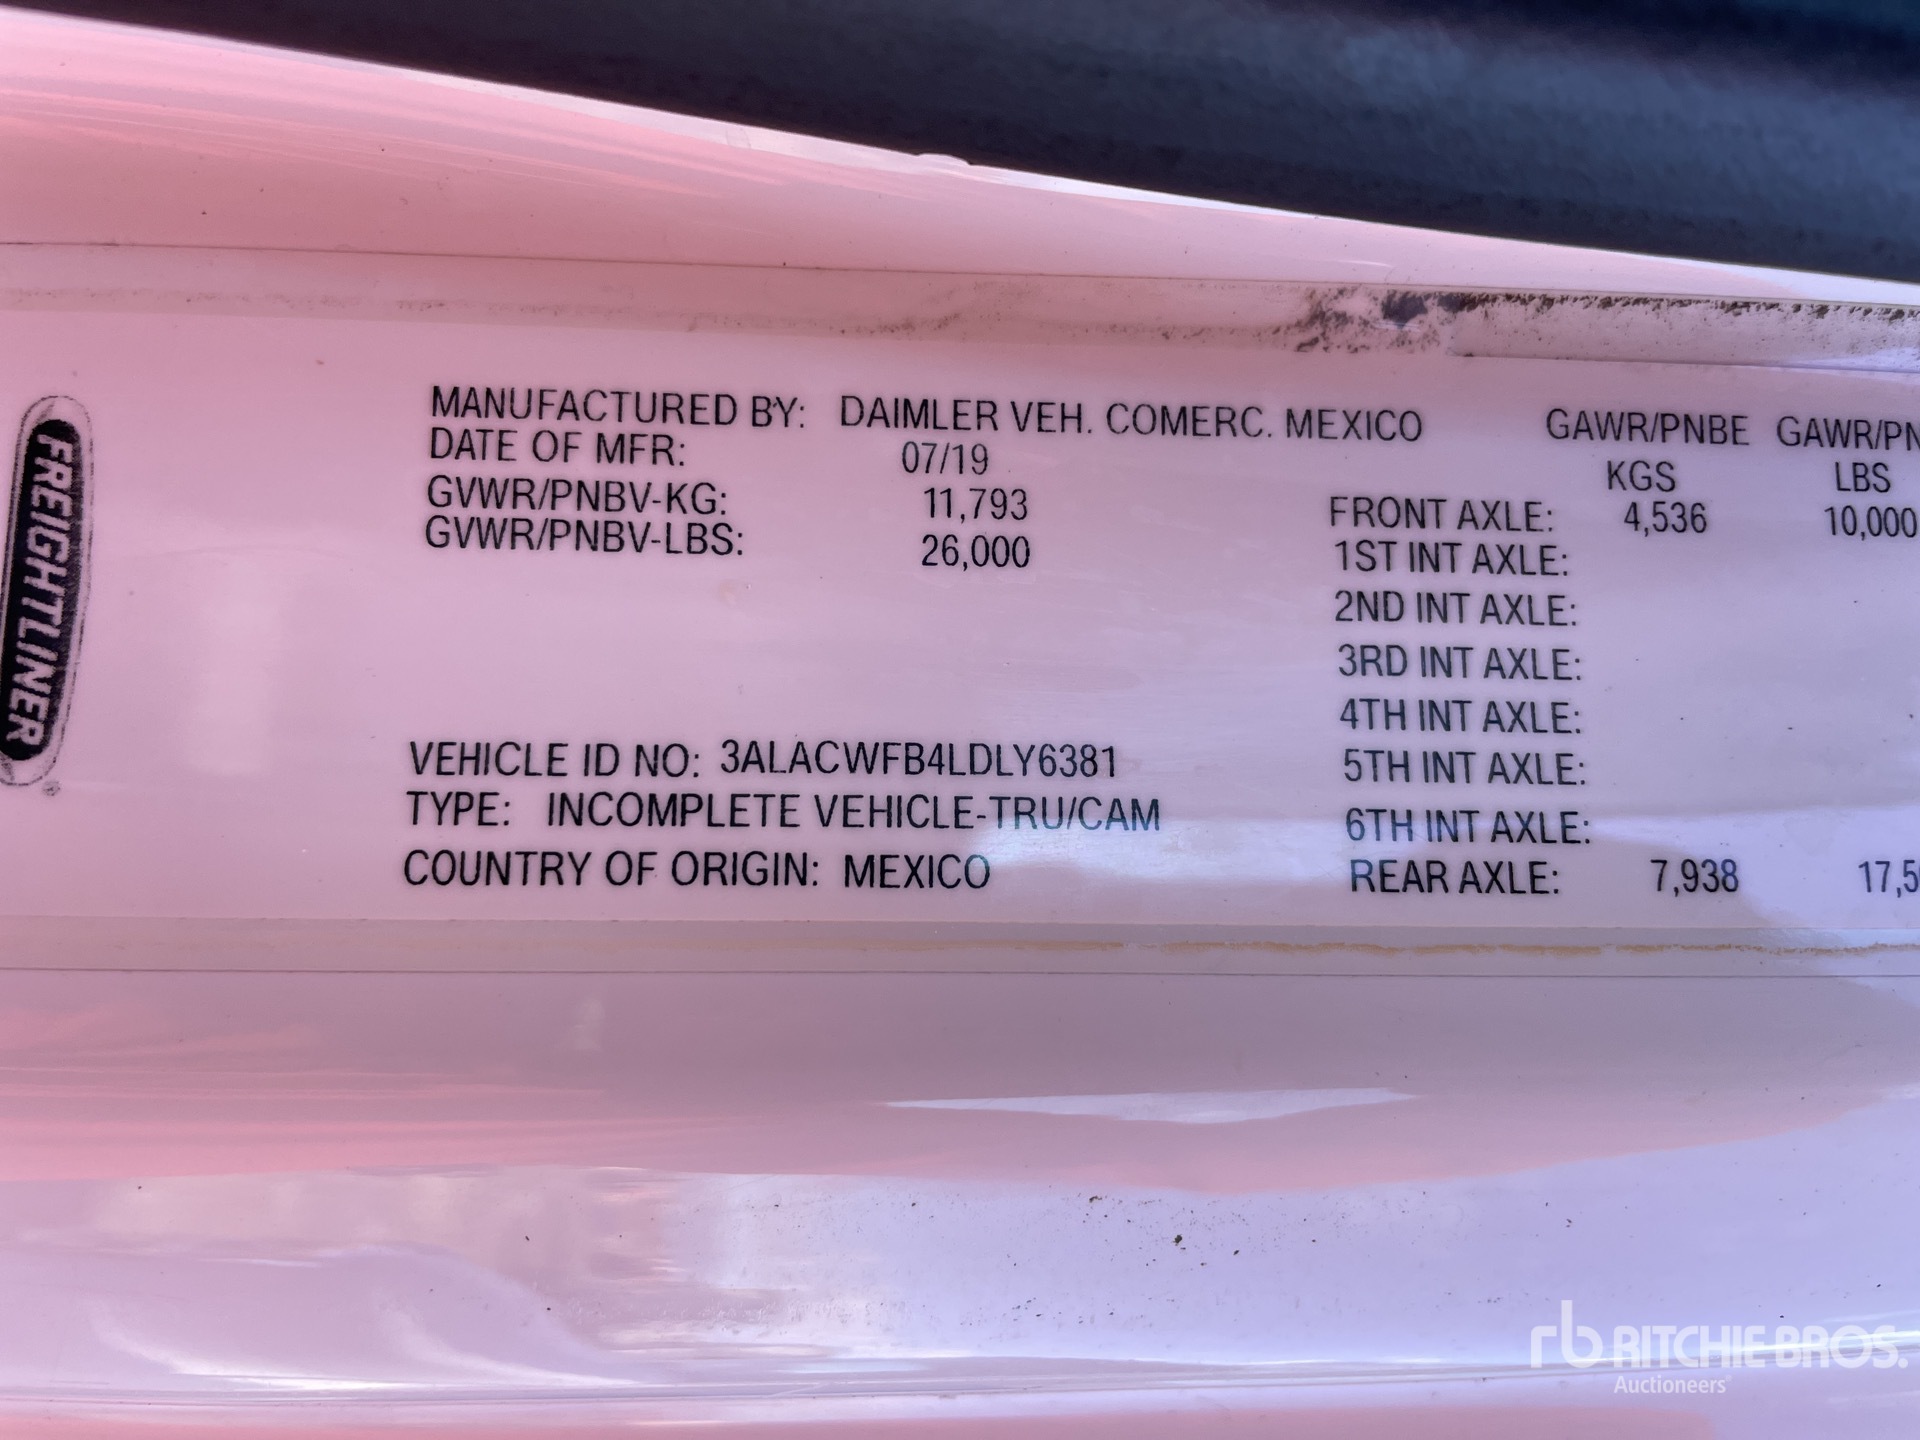 FREIGHTLINER
MANUFACTURED BY: DAIMLER VEH. COMERC. MEXICO
DATE OF MFR: 07/19
GVWR/PNBV-KG: 11,793
GVWR/PNBV-LBS: 26,000
VEHICLE ID NO: 3ALACWFB4LDLY6381
TYPE: INCOMPLETE VEHICLE-TRU/CAM
COUNTRY OF ORIGIN: MEXICO
GAWR/PNBE GAWR/PN
KGS LBS
FRONT AXLE: 4,536 10,000
1ST INT AXLE:
2ND INT AXLE:
3RD INT AXLE:
4TH INT AXLE:
5TH INT AXLE:
6TH INT AXLE:
REAR AXLE: 7,938
rb RITCHIE BROS.
Auctioneers